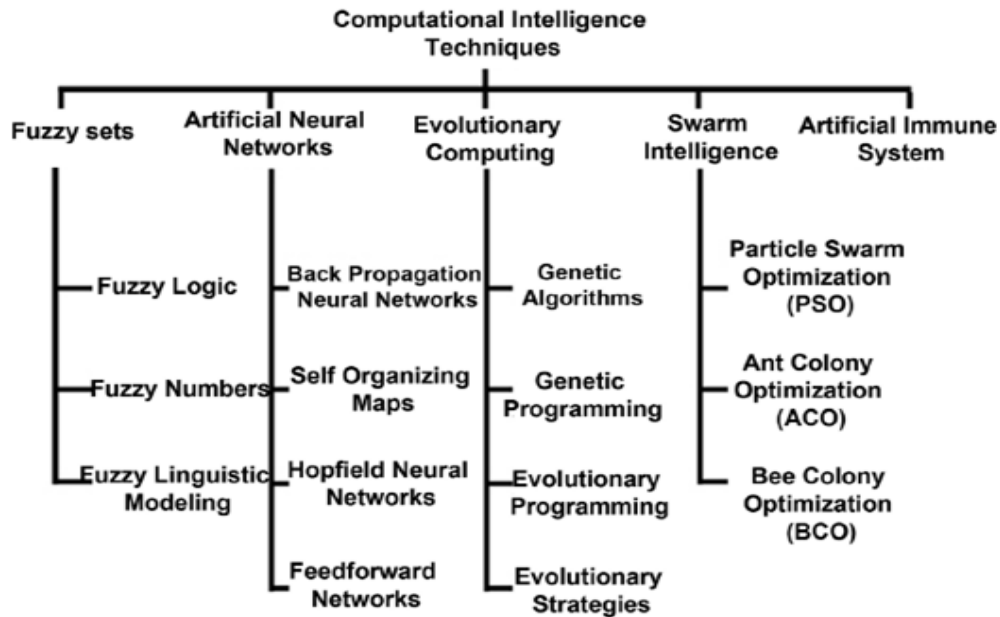 Computational Intelligence
Techniques
Fuzzy sets
Artificial Neural
Networks
Evolutionary
Computing
Swarm
Intelligence
Artificial Immune
System
Fuzzy Logic
Fuzzy Numbers
Euzzy Linguistic
Modeling
Back Propagation
Neural Networks
Self Organizing
Maps
Hopfield Neural
Networks
Feedforward
Networks
Genetic
Algorithms
Genetic
Programming
Evolutionary
Programming
Evolutionary
Strategies
Particle Swarm
Optimization
(PSO)
Ant Colony
Optimization
(ACO)
Bee Colony
Optimization
(BCO)